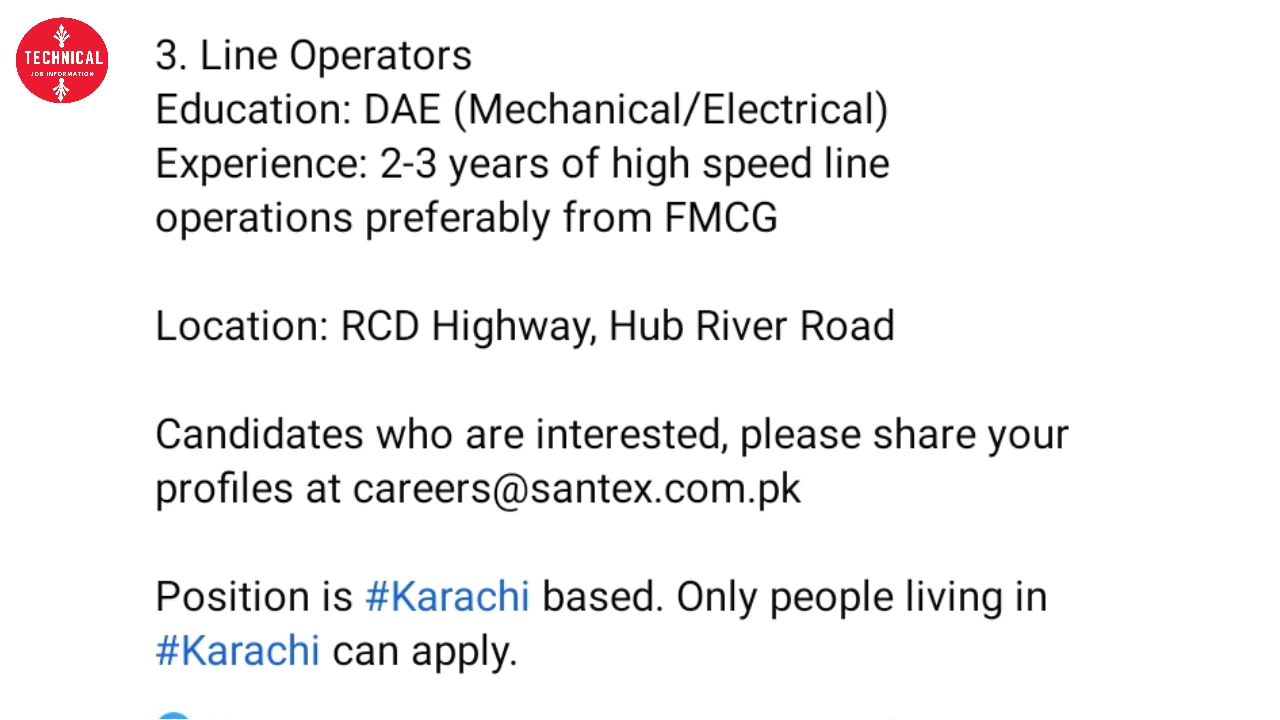 TECHNICAL
JOB INFORMATION
3. Line Operators
Education: DAE (Mechanical/Electrical)
Experience: 2-3 years of high speed line
operations preferably from FMCG
Location: RCD Highway, Hub River Road
Candidates who are interested, please share your
profiles at careers@santex.com.pk
Position is #Karachi based. Only people living in
#Karachi can apply.